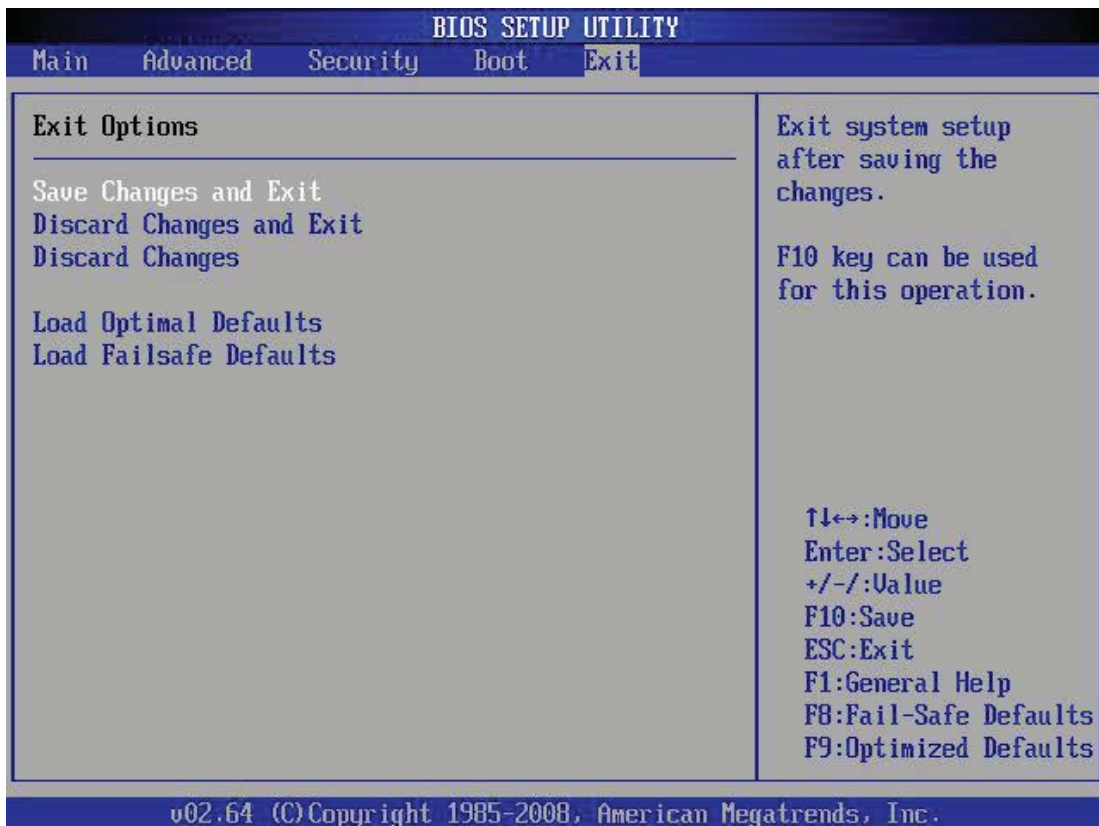 BIOS SETUP UTILITY
Main Advanced Security Boot Exit
Exit Options
Save Changes and Exit
Discard Changes and Exit
Discard Changes
Load Optimal Defaults
Load Failsafe Defaults
Exit system setup
after saving the
changes.
F10 key can be used
for this operation.
↑↓←→:Move
Enter:Select
+/-/:Value
F10:Save
ESC:Exit
F1:General Help
F8:Fail-Safe Defaults
F9:Optimized Defaults
v02.64 (C)Copyright 1985-2008, American Megatrends, Inc.